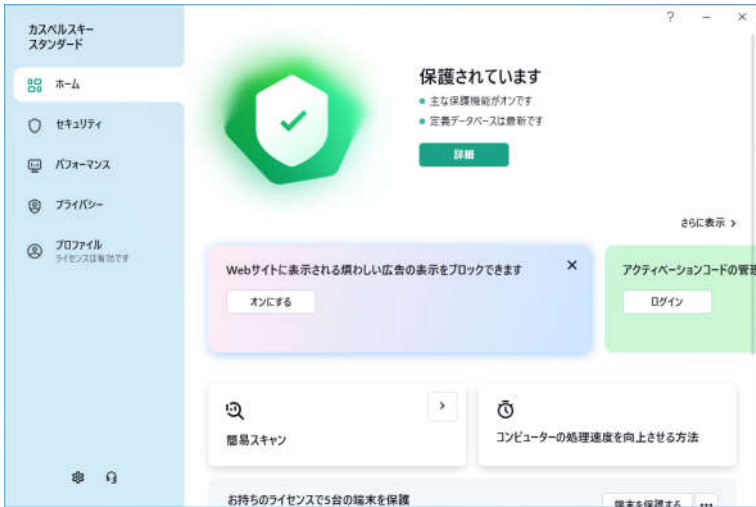 カスペルスキー
スタンダード
ホーム
セキュリティ
パフォーマンス
プライバシー
プロファイル
ライセンスは有効です
?
保護されています
主な保護機能がオンです
定義データベースは最新です
詳細
さらに表示
Webサイトに表示される煩わしい広告の表示をブロックできます
オンにする
アクティベーションコードの管理
ログイン
簡易スキャン
コンピューターの処理速度を向上させる方法
お持ちのライセンスで5台の端末を保護
端末を保護する